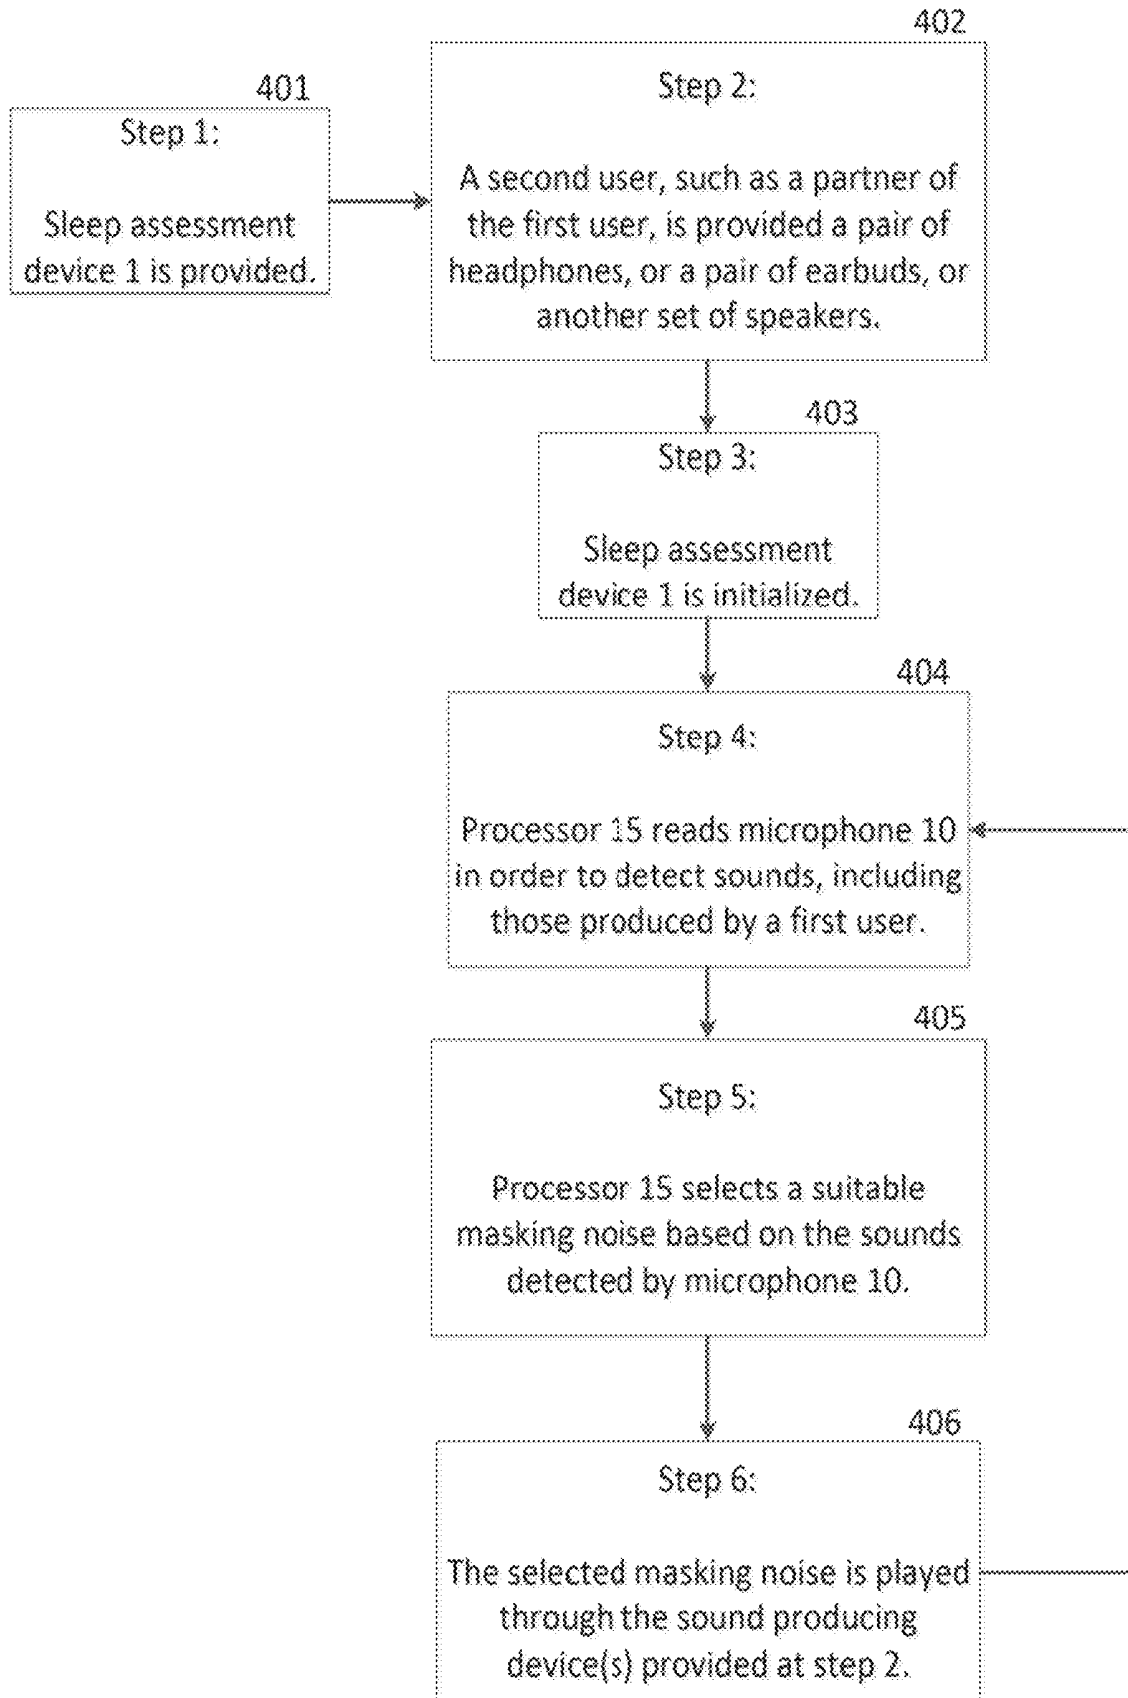 401
Step 1:
Sleep assessment
device 1 is provided.
402
Step 2:
A second user, such as a partner of
the first user, is provided a pair of
headphones, or a pair of earbuds, or
another set of speakers.
403
Step 3:
Sleep assessment
device 1 is initialized.
404
Step 4:
Processor 15 reads microphone 10
in order to detect sounds, including
those produced by a first user.
405
Step 5:
Processor 15 selects a suitable
masking noise based on the sounds
detected by microphone 10.
406
Step 6:
The selected masking noise is played
through the sound producing
device(s) provided at step 2.